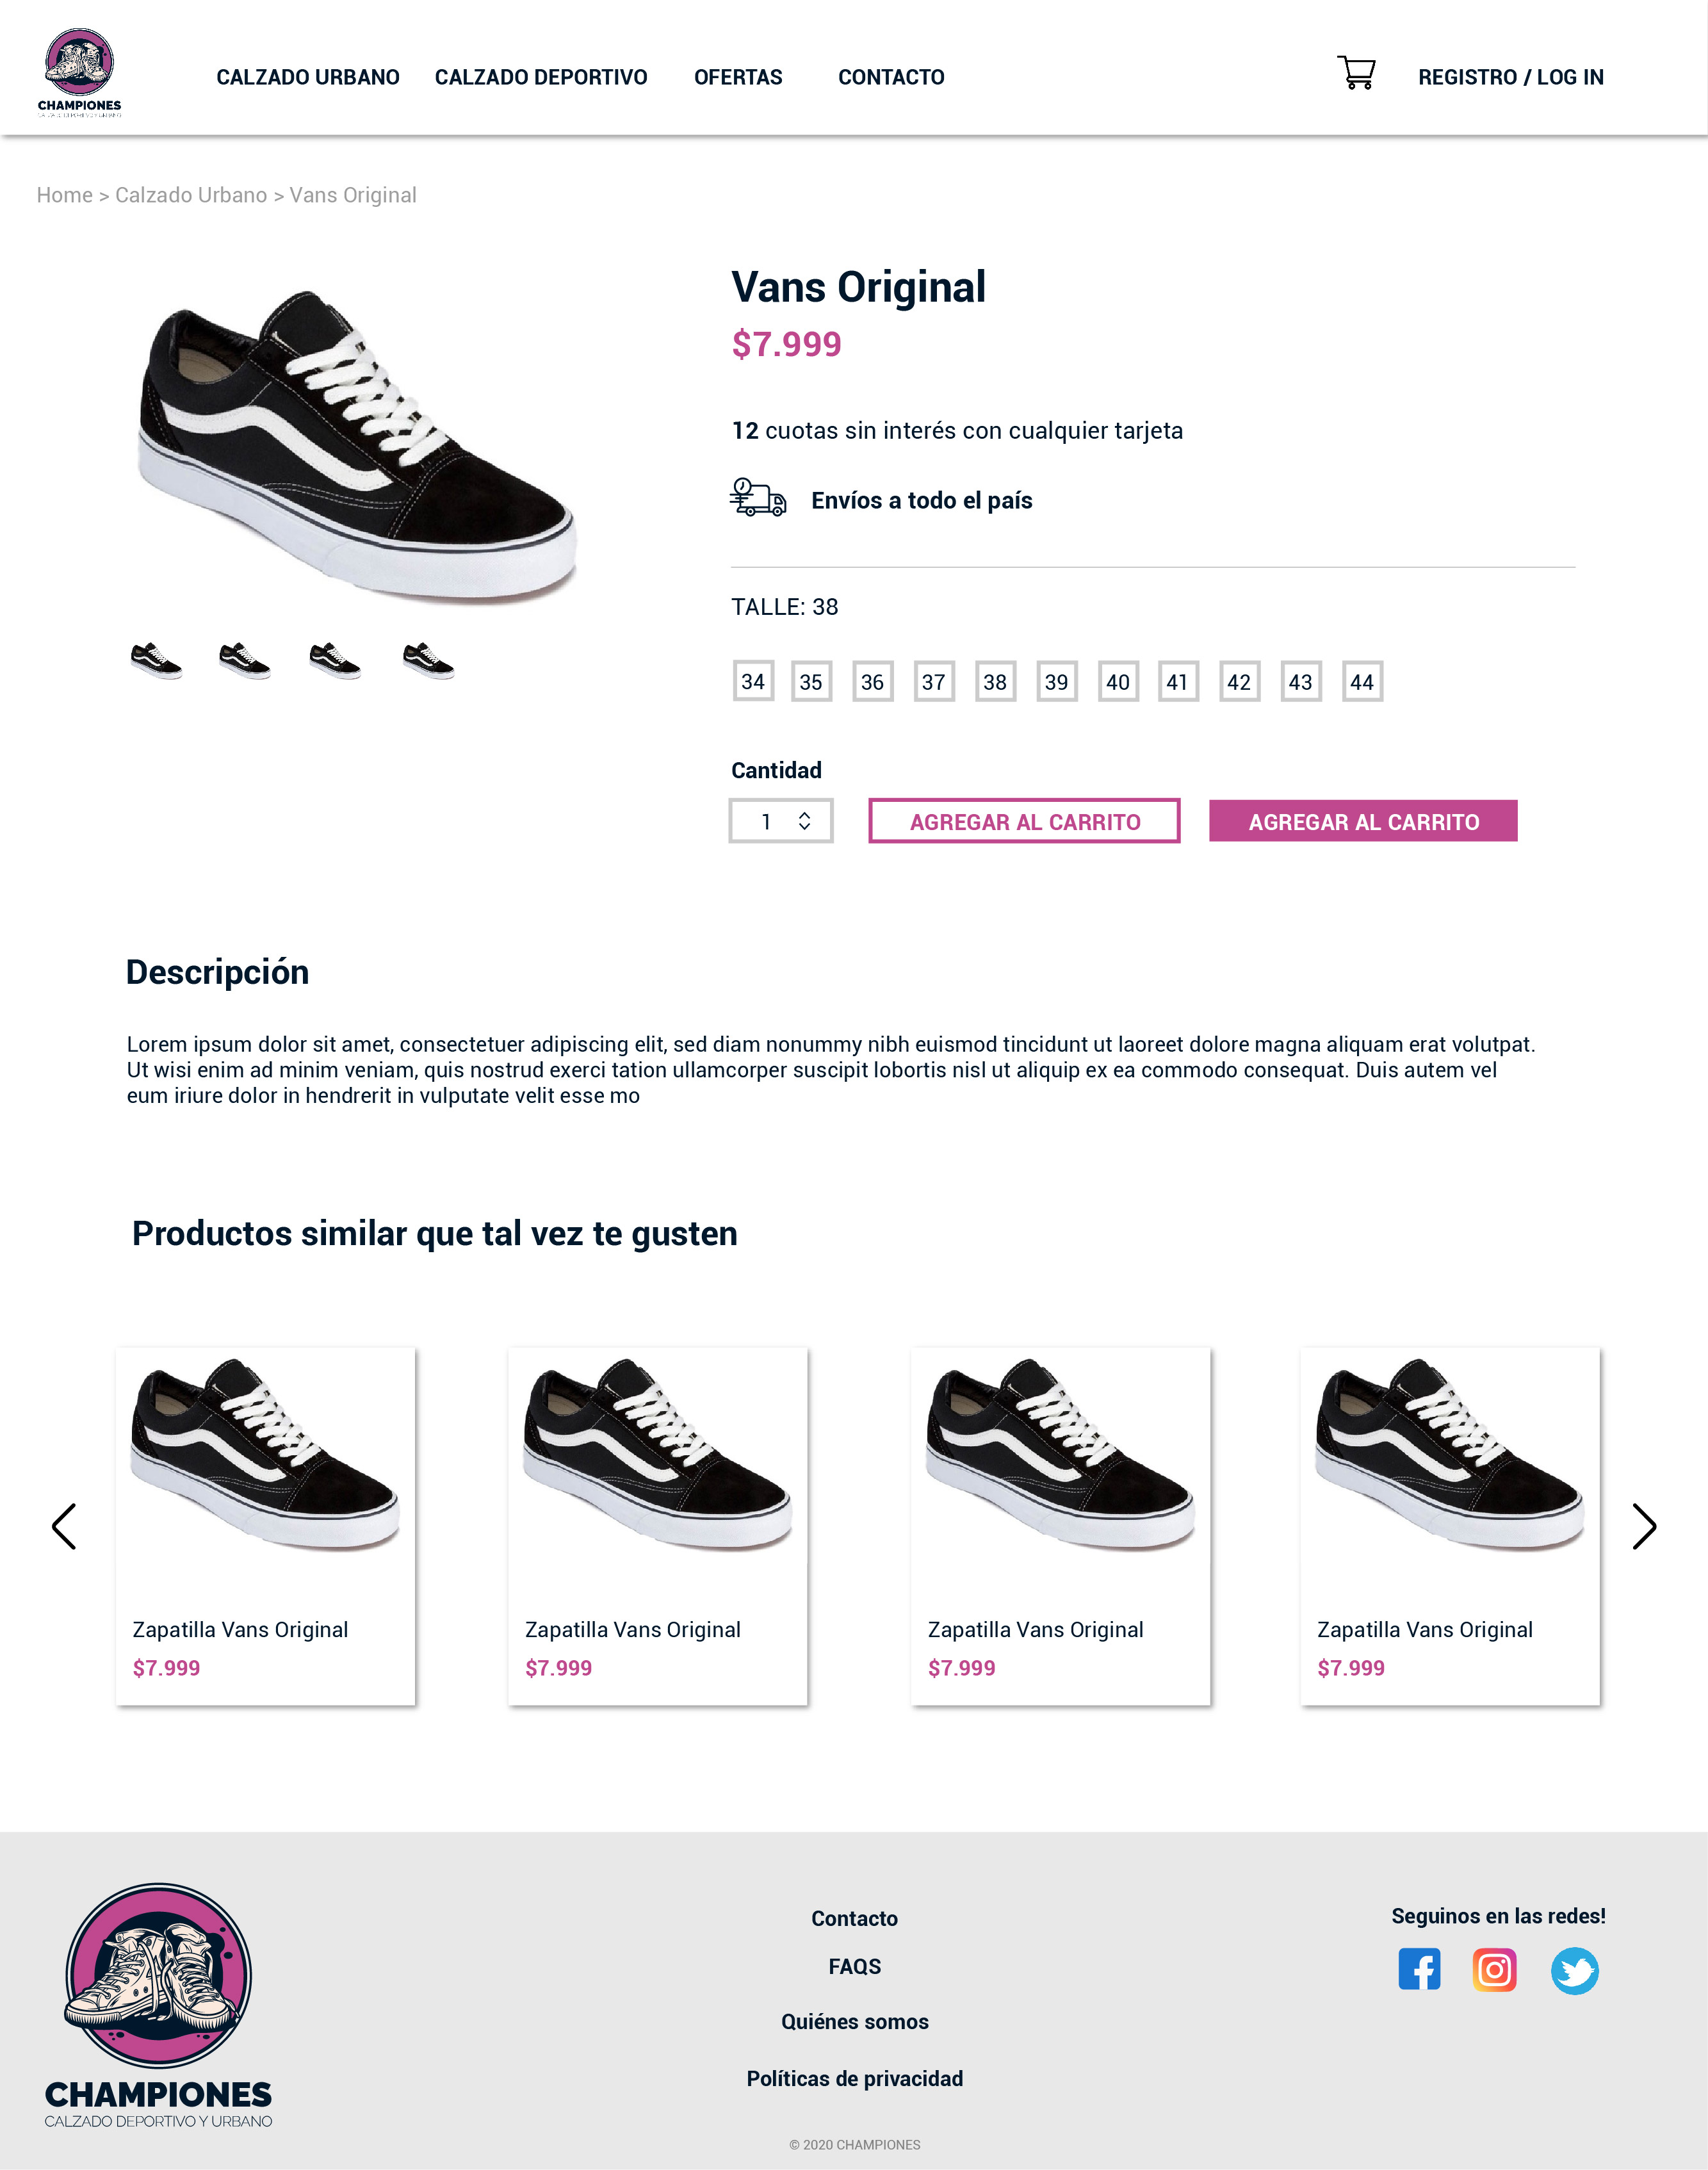 CHAMPIONES
CALZADO DEPORTIVO Y URBANO
CALZADO URBANO
CALZADO DEPORTIVO
OFERTAS
CONTACTO
REGISTRO / LOG IN
Home > Calzado Urbano > Vans Original
Vans Original
$7.999
12 cuotas sin interés con cualquier tarjeta
Envíos a todo el país
TALLE: 38
34 35 36 37 38 39 40 41 42 43 44
Cantidad
1
AGREGAR AL CARRITO
AGREGAR AL CARRITO
Descripción
Lorem ipsum dolor sit amet, consectetuer adipiscing elit, sed diam nonummy nibh euismod tincidunt ut laoreet dolore magna aliquam erat volutpat.
Ut wisi enim ad minim veniam, quis nostrud exerci tation ullamcorper suscipit lobortis nisl ut aliquip ex ea commodo consequat. Duis autem vel
eum iriure dolor in hendrerit in vulputate velit esse mo
Productos similar que tal vez te gusten
Zapatilla Vans Original
$7.999
Zapatilla Vans Original
$7.999
Zapatilla Vans Original
$7.999
Zapatilla Vans Original
$7.999
CHAMPIONES
CALZADO DEPORTIVO Y URBANO
Contacto
FAQS
Quiénes somos
Políticas de privacidad
Seguinos en las redes!
© 2020 CHAMPIONES